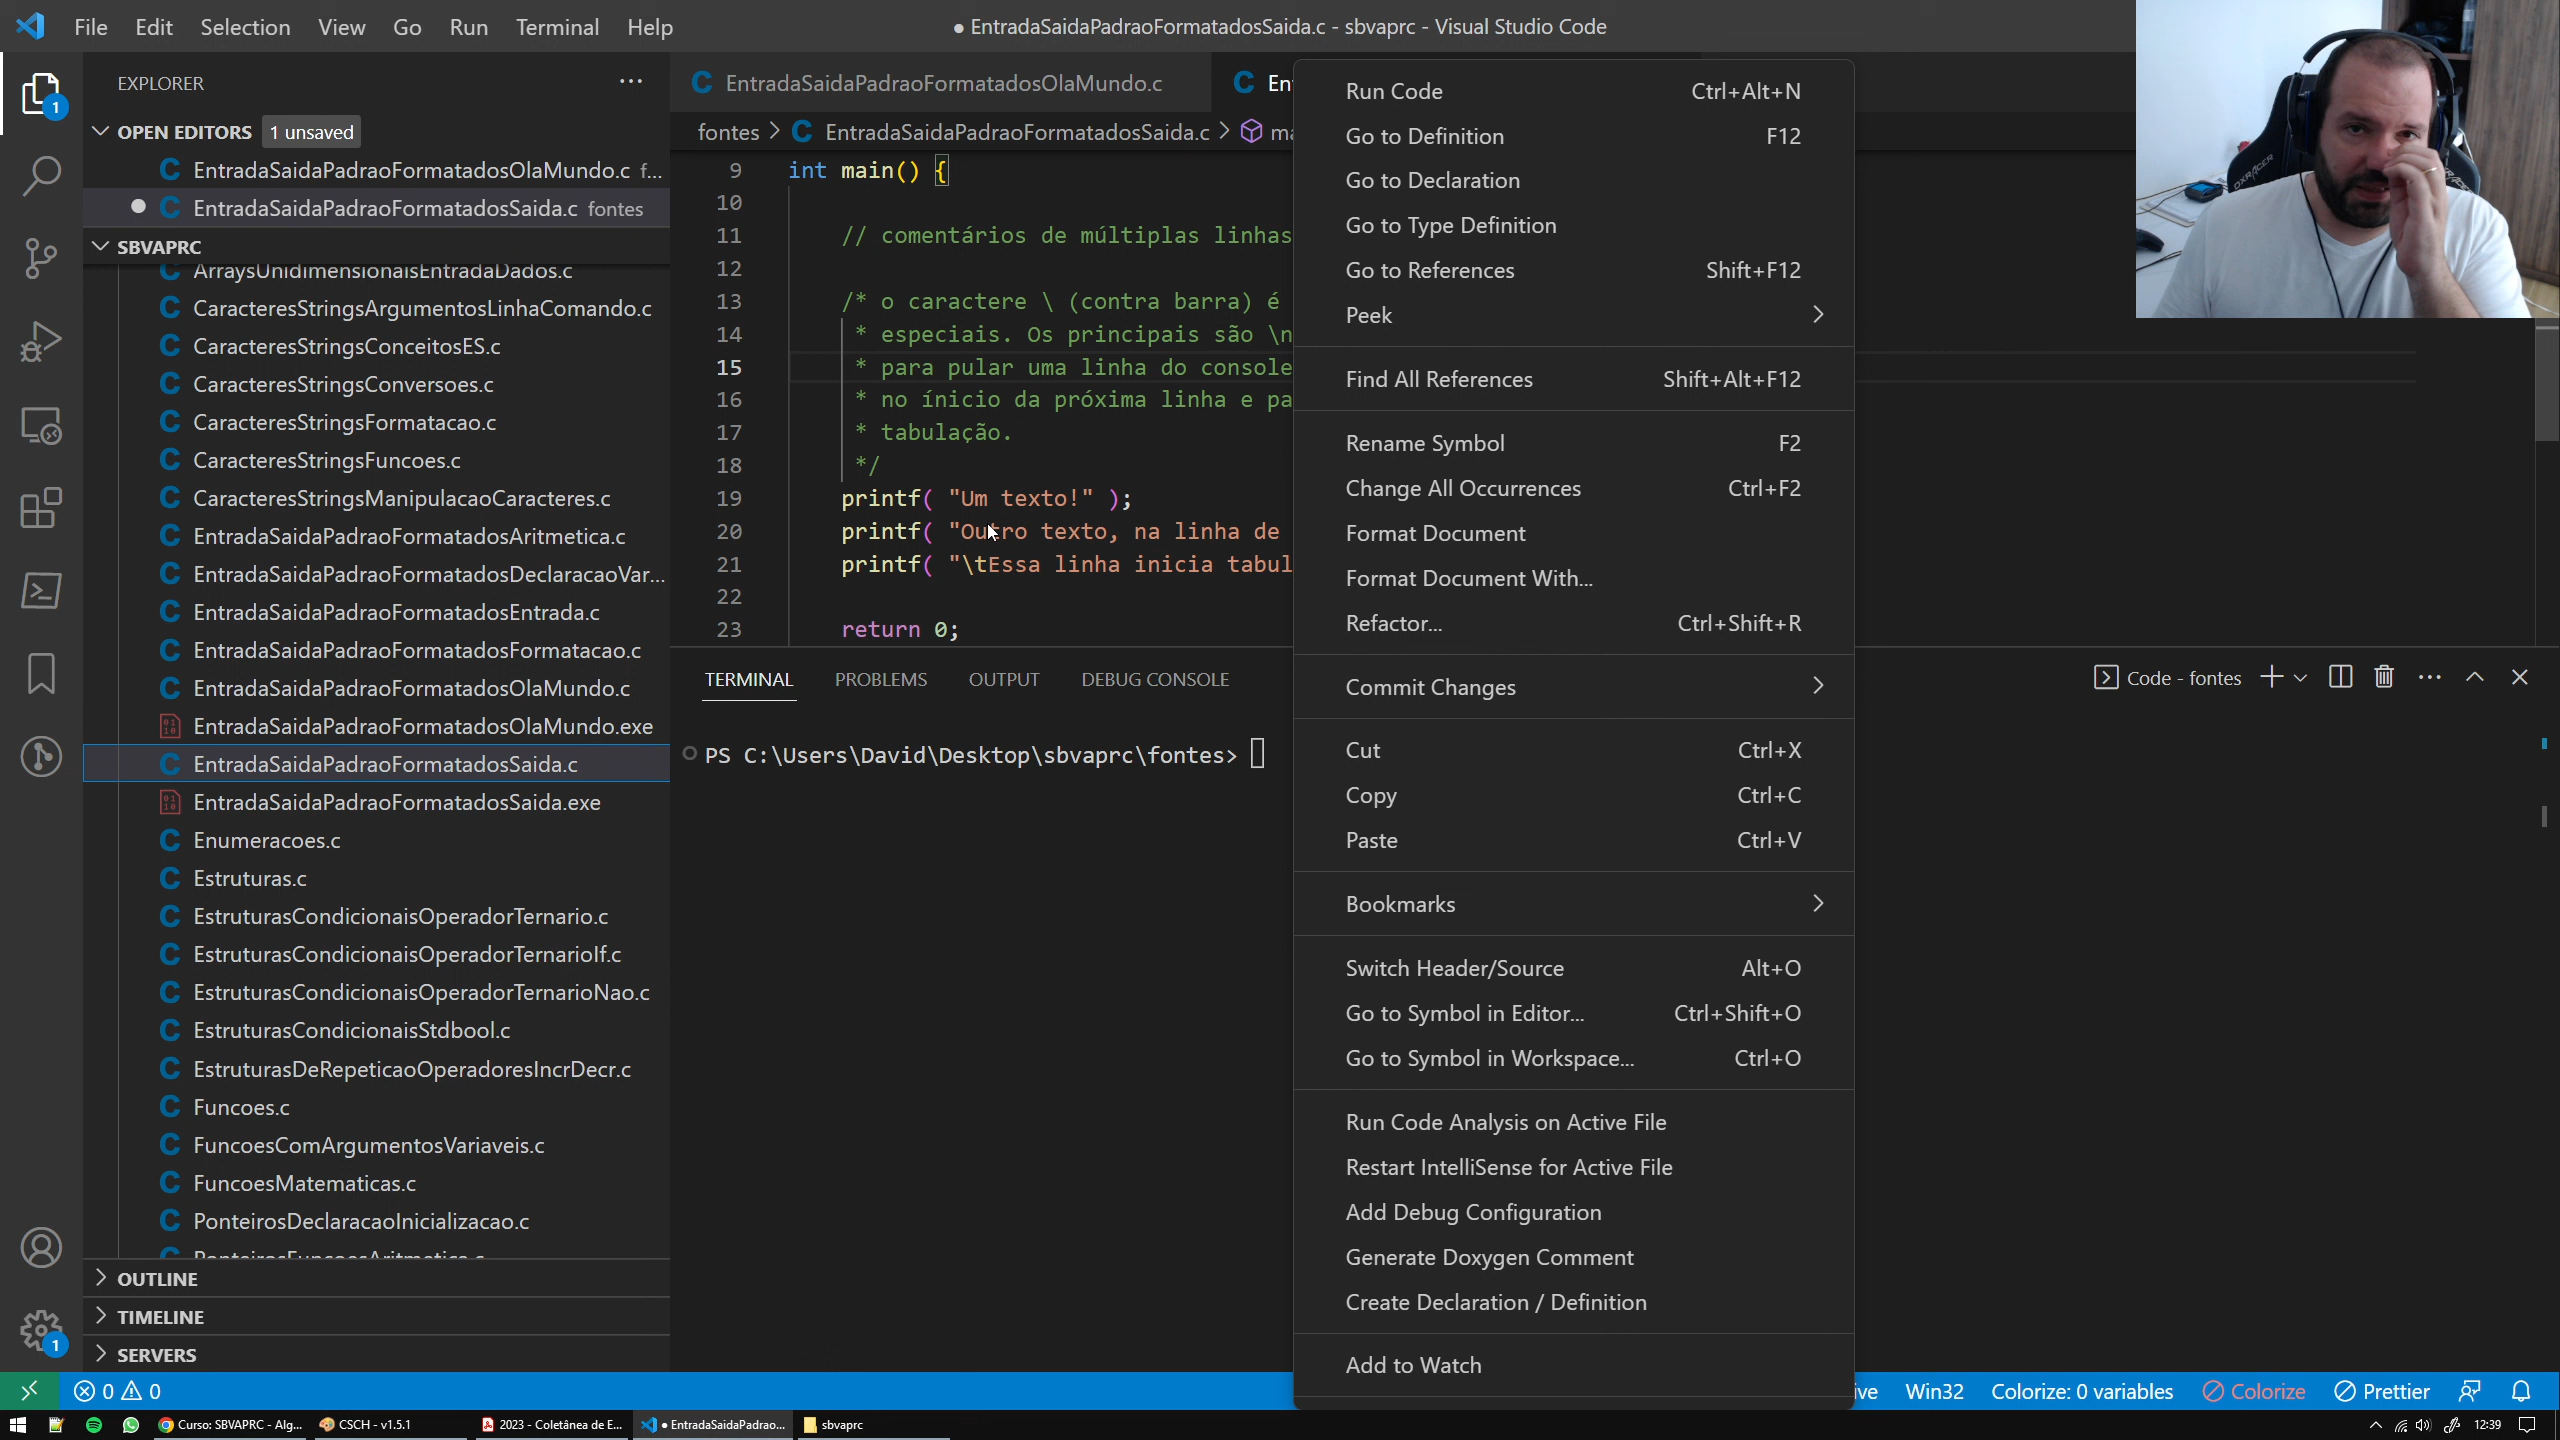 File Edit Selection View Go Run Terminal Help
● EntradaSaidaPadraoFormatadosSaida.c - sbvaprc - Visual Studio Code
EXPLORER
OPEN EDITORS 1 unsaved
EntradaSaidaPadraoFormatadosOlaMundo.c f...
EntradaSaidaPadraoFormatadosSaida.c fontes
SBVAPRC
ArraysUnidimensionaisEntradaDados.c
CaracteresStringsArgumentosLinhaComando.c
CaracteresStringsConceitosES.c
CaracteresStringsConversoes.c
CaracteresStringsFormatacao.c
CaracteresStringsFuncoes.c
CaracteresStringsManipulacaoCaracteres.c
EntradaSaidaPadraoFormatadosAritmetica.c
EntradaSaidaPadraoFormatadosDeclaracaoVar...
EntradaSaidaPadraoFormatadosEntrada.c
EntradaSaidaPadraoFormatadosFormatacao.c
EntradaSaidaPadraoFormatadosOlaMundo.c
EntradaSaidaPadraoFormatadosOlaMundo.exe
EntradaSaidaPadraoFormatadosSaida.c
EntradaSaidaPadraoFormatadosSaida.exe
Enumeracoes.c
Estruturas.c
EstruturasCondicionaisOperadorTernario.c
EstruturasCondicionaisOperadorTernarioIf.c
EstruturasCondicionaisOperadorTernarioNao.c
EstruturasCondicionaisStdbool.c
EstruturasDeRepeticaoOperadoresIncrDecr.c
Funcoes.c
FuncoesComArgumentosVariaveis.c
FuncoesMatematicas.c
PonteirosDeclaracaoInicializacao.c
PonteirosFuncoesAritmetica.c
OUTLINE
TIMELINE
SERVERS
EntradaSaidaPadraoFormatadosOlaMundo.c
fontes > EntradaSaidaPadraoFormatadosSaida.c >
9 int main() {
10
11 // comentários de múltiplas linhas
12
13 /* o caractere \ (contra barra) é
14 * especiais. Os principais são \n
15 * para pular uma linha do console
16 * no ínicio da próxima linha e pa
17 * tabulação.
18 */
19 printf( "Um texto!" );
20 printf( "Outro texto, na linha de
21 printf( "\tEssa linha inicia tabul
22
23 return 0;
TERMINAL PROBLEMS OUTPUT DEBUG CONSOLE
Code - fontes
PS C:\Users\David\Desktop\sbvaprc\fontes>
Run Code Ctrl+Alt+N
Go to Definition F12
Go to Declaration
Go to Type Definition
Go to References Shift+F12
Peek
Find All References Shift+Alt+F12
Rename Symbol F2
Change All Occurrences Ctrl+F2
Format Document
Format Document With...
Refactor... Ctrl+Shift+R
Commit Changes
Cut Ctrl+X
Copy Ctrl+C
Paste Ctrl+V
Bookmarks
Switch Header/Source Alt+O
Go to Symbol in Editor... Ctrl+Shift+O
Go to Symbol in Workspace... Ctrl+O
Run Code Analysis on Active File
Restart IntelliSense for Active File
Add Debug Configuration
Generate Doxygen Comment
Create Declaration / Definition
Add to Watch
DXRACER
0 0
Win32 Colorize: 0 variables Colorize Prettier
Curso: SBVAPRC - Alg... CSCH - v1.5.1 2023 - Coletânea de E... ● EntradaSaidaPadrao... sbvaprc 12:39